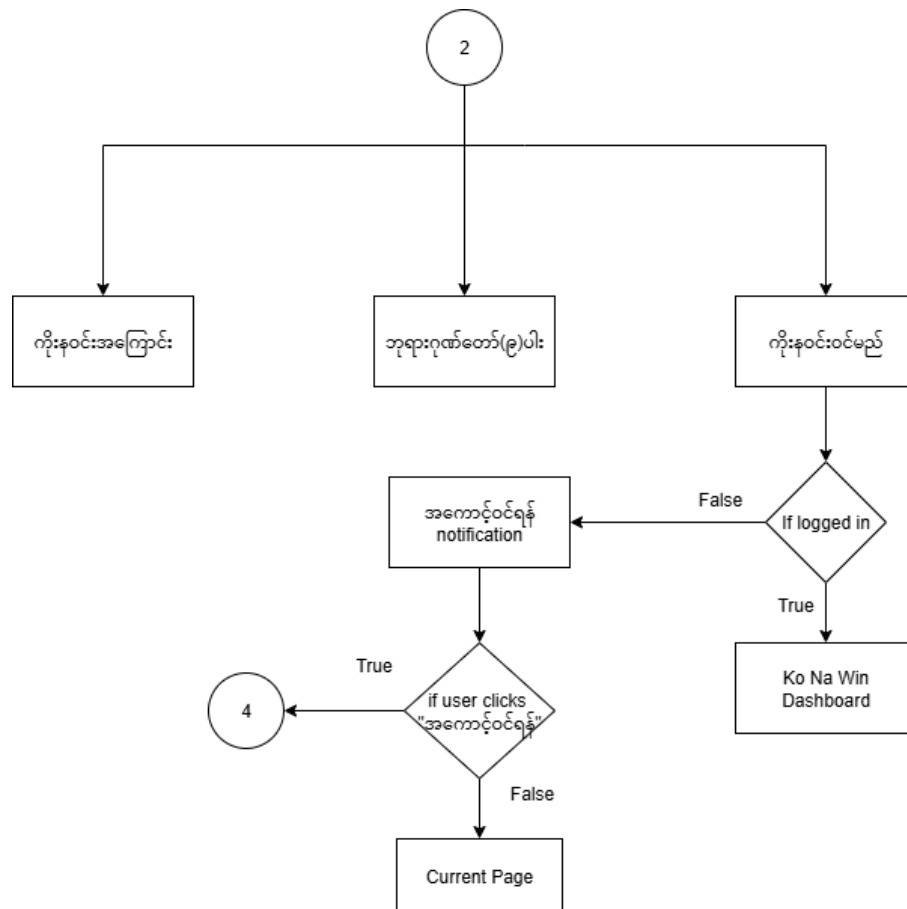 2
ကိုးနဝင်းအကြောင်း
ဘုရားဂုဏ်တော်(၉)ပါး
ကိုးနဝင်းဝင်မည်
False
အကောင့်ဝင်ရန်
notification
If logged in
True
Ko Na Win
Dashboard
True
4
if user clicks
"အကောင့်ဝင်ရန်"
False
Current Page